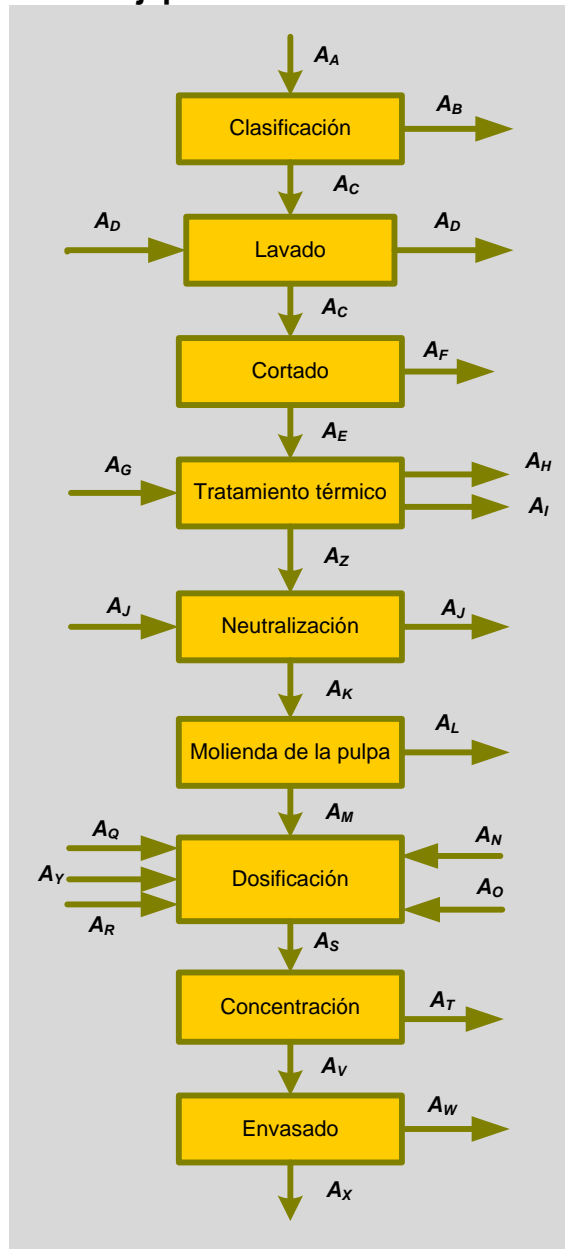 A_A
Clasificación
A_B
A_C
A_D
Lavado
A_D
A_C
Cortado
A_F
A_E
A_G
Tratamiento térmico
A_H
A_I
A_Z
A_J
Neutralización
A_J
A_K
Molienda de la pulpa
A_L
A_M
A_Q
A_N
A_Y
Dosificación
A_O
A_R
A_S
Concentración
A_T
A_V
Envasado
A_W
A_X